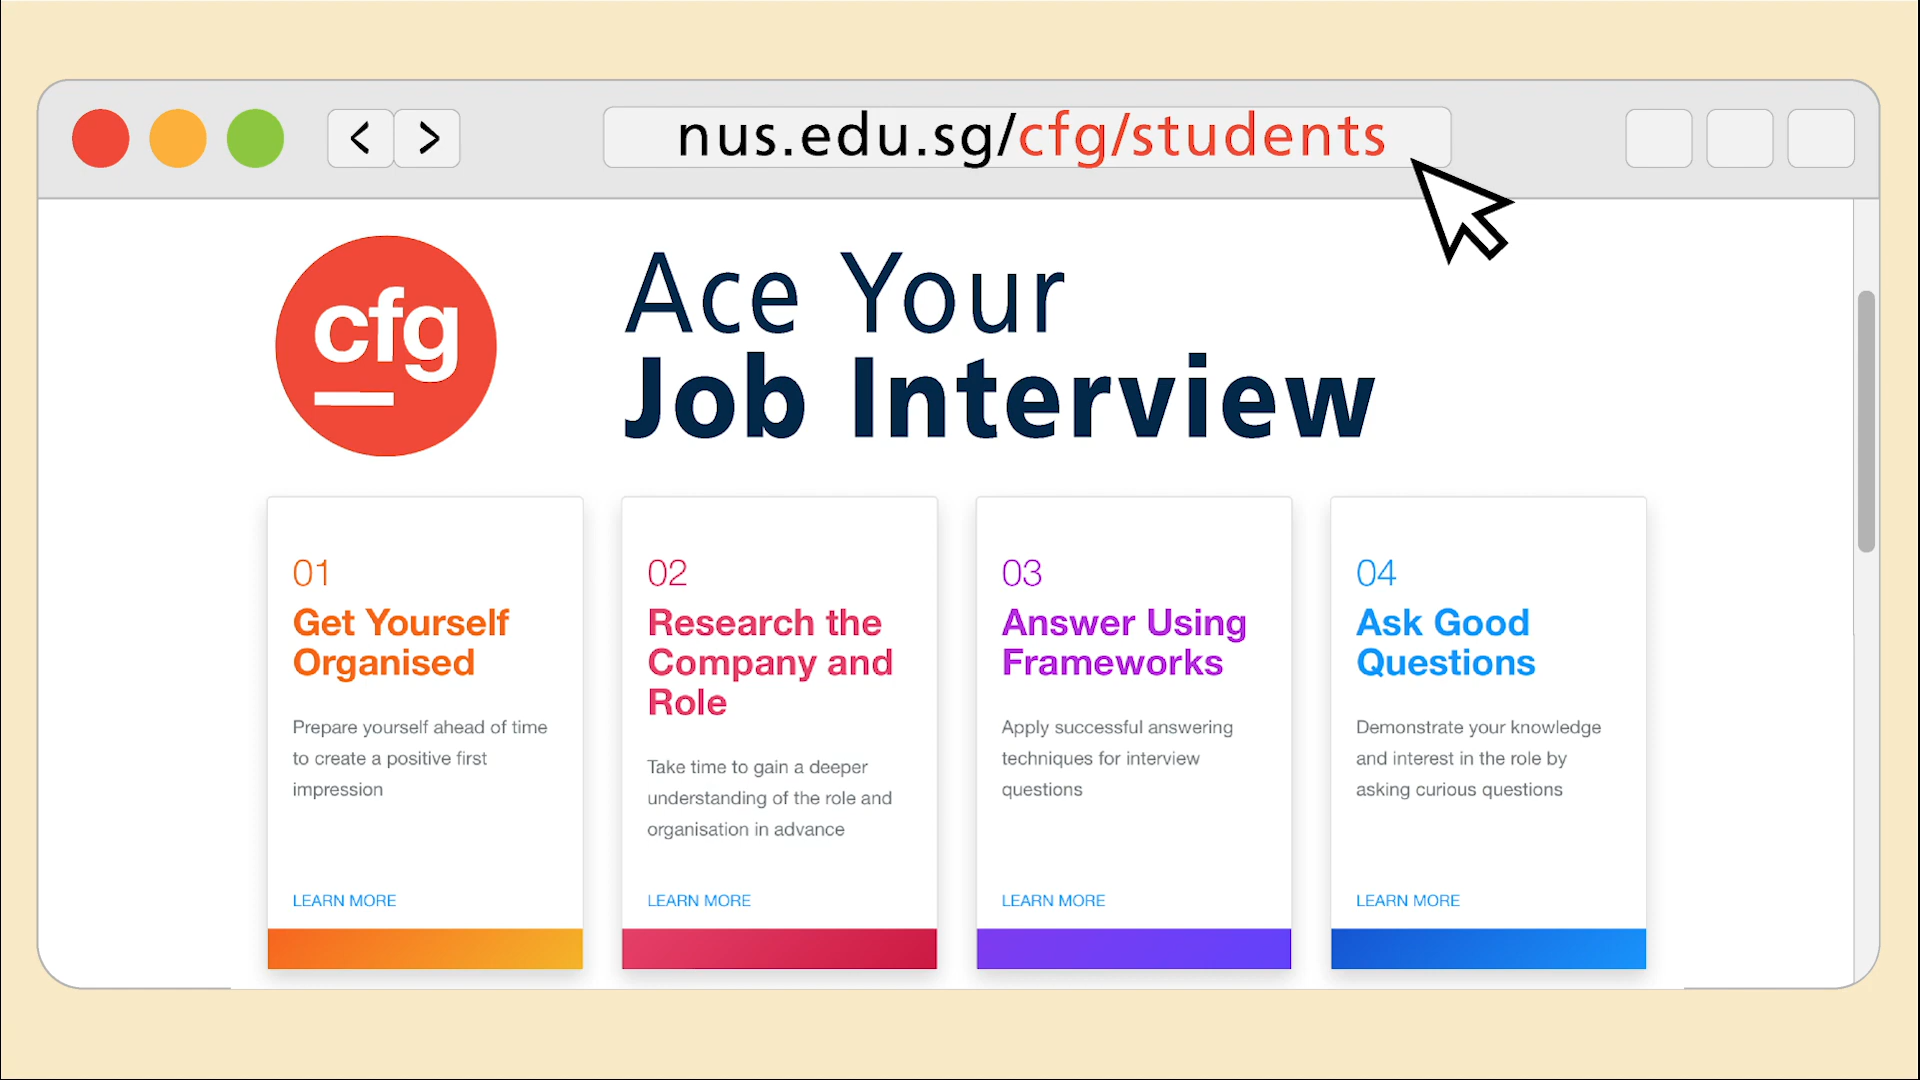 nus.edu.sg/cfg/students
cfg
Ace Your
Job Interview
01
Get Yourself
Organised
Prepare yourself ahead of time
to create a positive first
impression
LEARN MORE
02
Research the
Company and
Role
Take time to gain a deeper
understanding of the role and
organisation in advance
LEARN MORE
03
Answer Using
Frameworks
Apply successful answering
techniques for interview
questions
LEARN MORE
04
Ask Good
Questions
Demonstrate your knowledge
and interest in the role by
asking curious questions
LEARN MORE